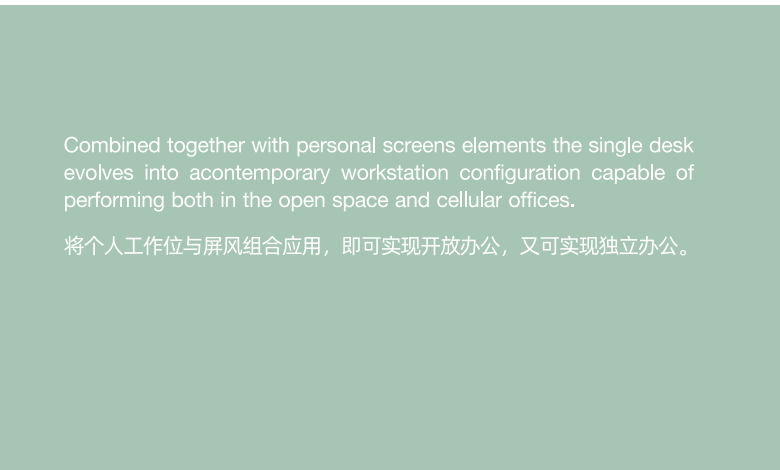 Combined together with personal screens elements the single desk
evolves into acontemporary workstation configuration capable of
performing both in the open space and cellular offices.
将个人工作位与屏风组合应用，即可实现开放办公，又可实现独立办公。